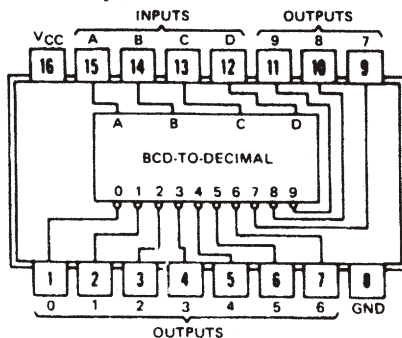 INPUTS OUTPUTS
VCC A B C D 9 8 7
16 15 14 13 12 11 10 9
A B C D
BCD-TO-DECIMAL
0 1 2 3 4 5 6 7 8 9
1 2 3 4 5 6 7 8
0 1 2 3 4 5 6 GND
OUTPUTS